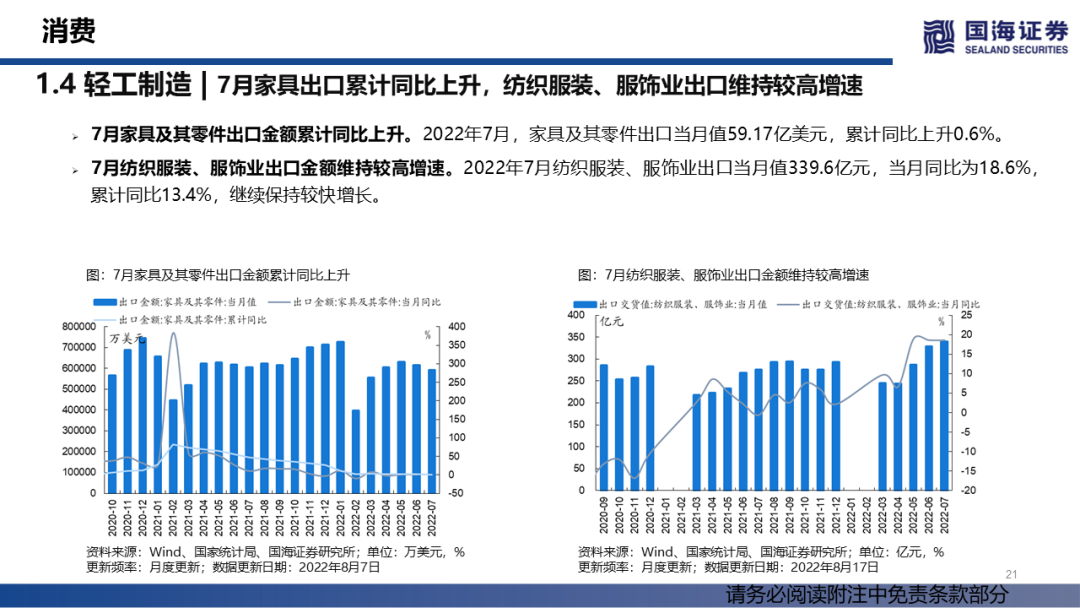 消费
国海证券
SEALAND SECURITIES
1.4 轻工制造 | 7月家具出口累计同比上升，纺织服装、服饰业出口维持较高增速
➢ 7月家具及其零件出口金额累计同比上升。2022年7月，家具及其零件出口当月值59.17亿美元，累计同比上升0.6%。
➢ 7月纺织服装、服饰业出口金额维持较高增速。2022年7月纺织服装、服饰业出口当月值339.6亿元，当月同比为18.6%，
累计同比13.4%，继续保持较快增长。
图：7月家具及其零件出口金额累计同比上升
出口金额:家具及其零件:当月值 出口金额:家具及其零件:当月同比
出口金额:家具及其零件:累计同比
万美元 %
800000 400
700000 350
600000 300
500000 250
400000 200
300000 150
200000 100
100000 50
0 0
-50
2020-10 2020-11 2020-12 2021-01 2021-02 2021-03 2021-04 2021-05 2021-06 2021-07 2021-08 2021-09 2021-10 2021-11 2021-12 2022-01 2022-02 2022-03 2022-04 2022-05 2022-06 2022-07
资料来源：Wind、国家统计局、国海证券研究所；单位：万美元，%
更新频率：月度更新；数据更新日期：2022年8月7日
图：7月纺织服装、服饰业出口金额维持较高增速
出口交货值:纺织服装、服饰业:当月值 出口交货值:纺织服装、服饰业:当月同比
亿元 %
400 25
350 20
300 15
250 10
200 5
150 0
100 -5
50 -10
0 -15
-20
2020-09 2020-10 2020-11 2020-12 2021-01 2021-02 2021-03 2021-04 2021-05 2021-06 2021-07 2021-08 2021-09 2021-10 2021-11 2021-12 2022-01 2022-02 2022-03 2022-04 2022-05 2022-06 2022-07
资料来源：Wind、国家统计局、国海证券研究所；单位：亿元，%
更新频率：月度更新；数据更新日期：2022年8月17日
21
请务必阅读附注中免责条款部分